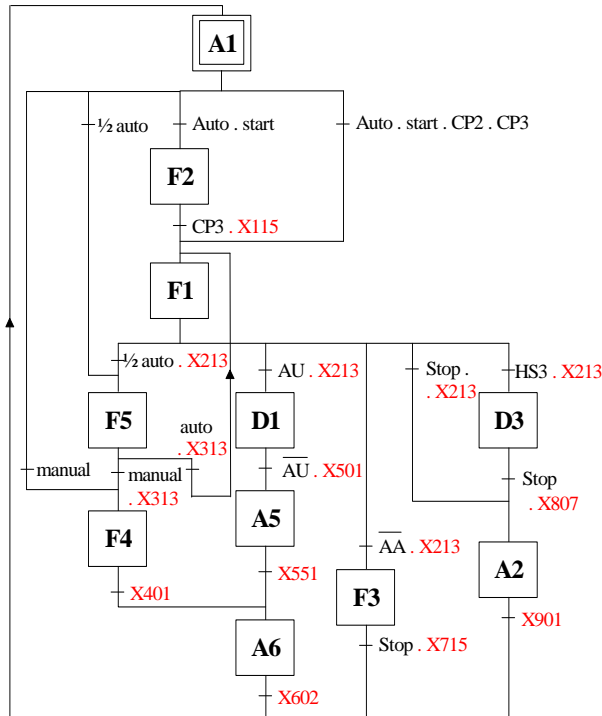 A1
½ auto
Auto . start
Auto . start . CP2 . CP3
F2
CP3 . X115
F1
½ auto . X213
AU . X213
Stop .
. X213
HS3 . X213
F5
auto
. X313
D1
D3
manual
manual
. X313
AU . X501
Stop
. X807
F4
A5
AA . X213
A2
X401
X551
F3
X901
A6
Stop . X715
X602